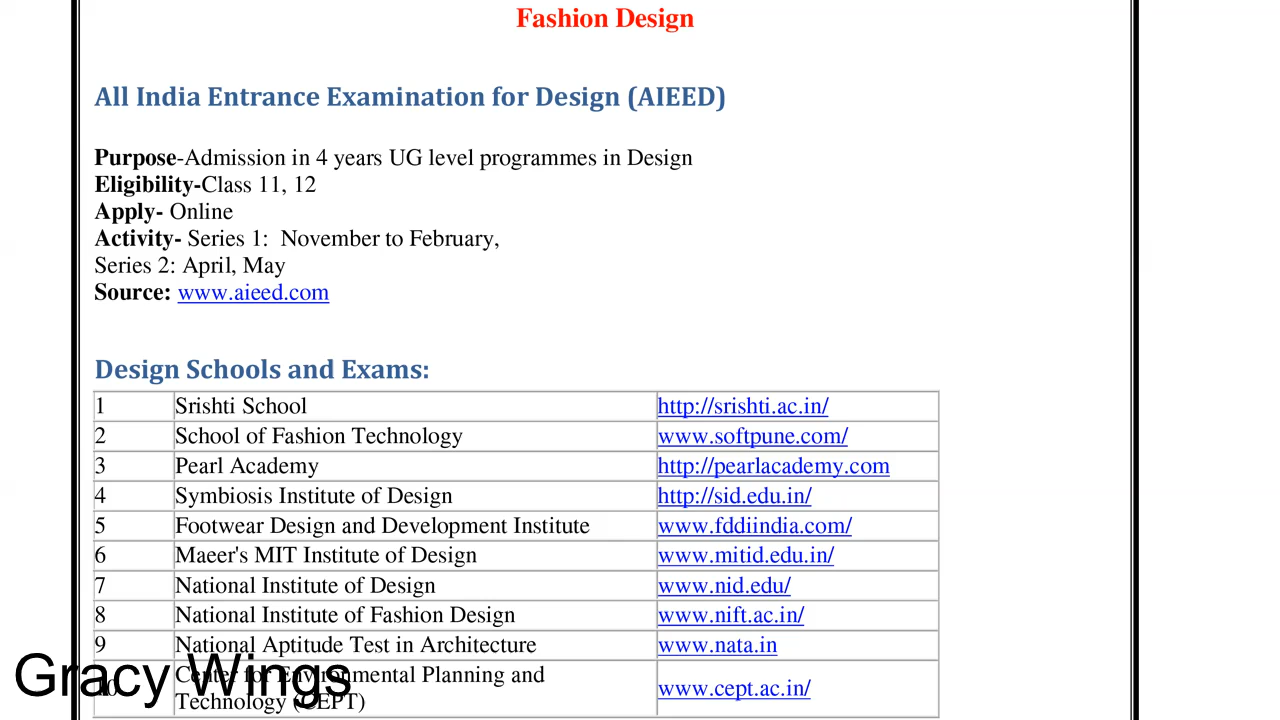 Fashion Design
All India Entrance Examination for Design (AIEED)
Purpose-Admission in 4 years UG level programmes in Design
Eligibility-Class 11, 12
Apply- Online
Activity- Series 1:  November to February,
Series 2: April, May
Source: www.aieed.com
Design Schools and Exams:
1 Srishti School http://srishti.ac.in/
2 School of Fashion Technology www.softpune.com/
3 Pearl Academy http://pearlacademy.com
4 Symbiosis Institute of Design http://sid.edu.in/
5 Footwear Design and Development Institute www.fddiindia.com/
6 Maeer's MIT Institute of Design www.mitid.edu.in/
7 National Institute of Design www.nid.edu/
8 National Institute of Fashion Design www.nift.ac.in/
9 National Aptitude Test in Architecture www.nata.in
10 Center for Environmental Planning and
Technology (CEPT) www.cept.ac.in/
Gracy Wings